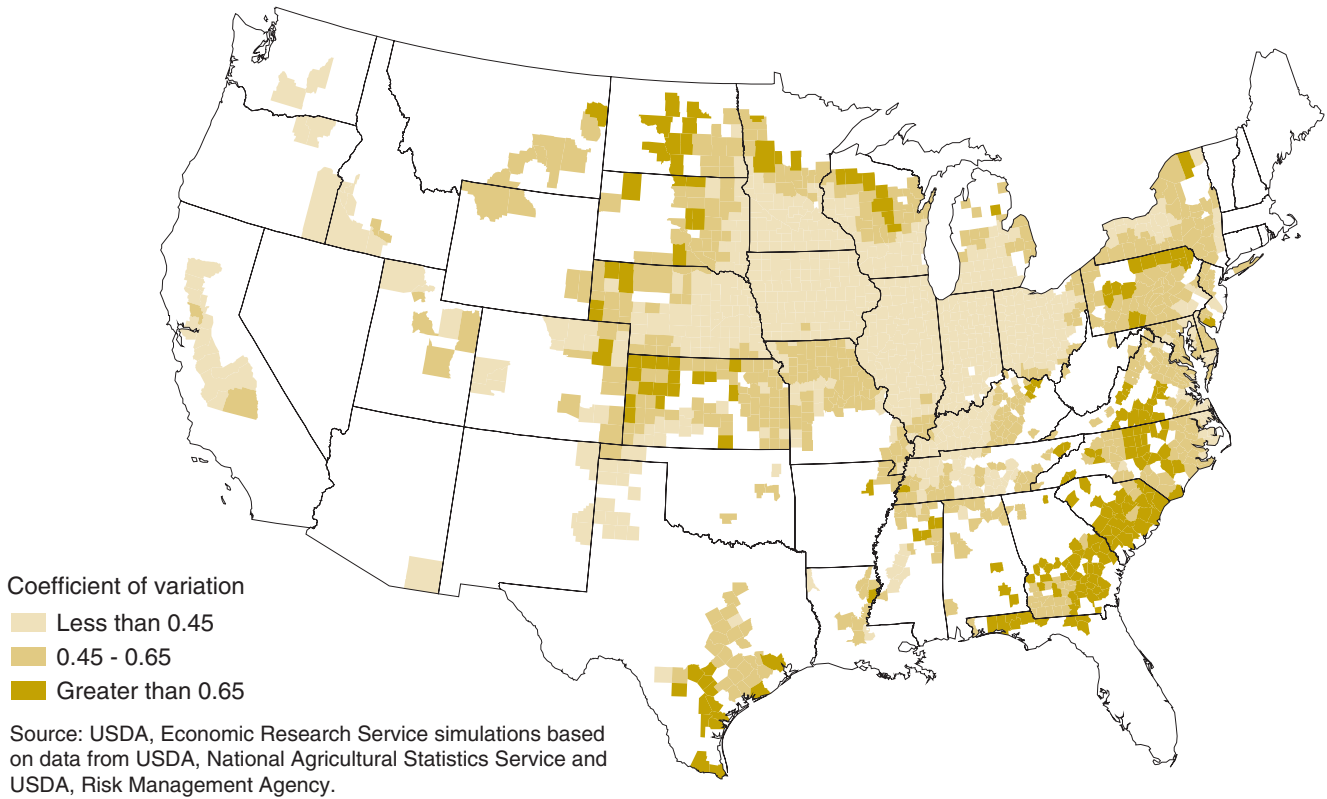 Coefficient of variation
Less than 0.45
0.45 - 0.65
Greater than 0.65
Source: USDA, Economic Research Service simulations based
on data from USDA, National Agricultural Statistics Service and
USDA, Risk Management Agency.